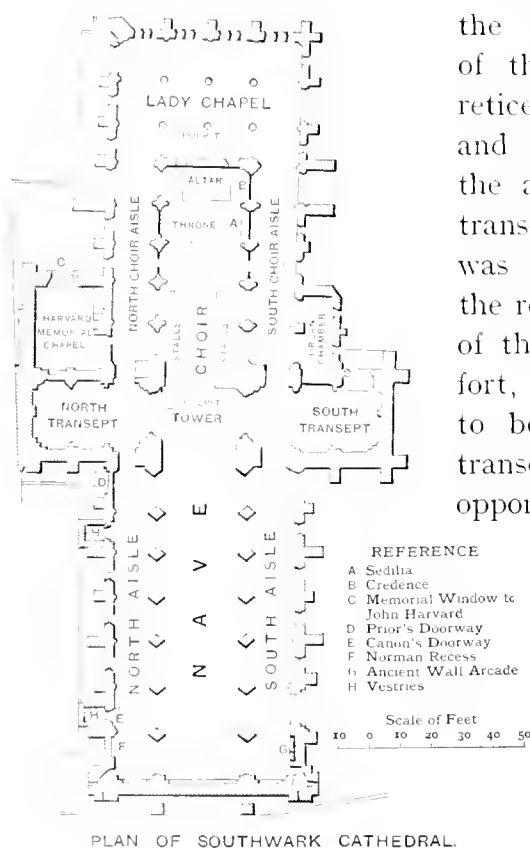 the
of th
retice
and
the a
trans
was
the re
of th
fort,
to be
transe
oppor
LADY CHAPEL
ALTAR
B
THRONE
A
NORTH CHOIR AISLE
SOUTH CHOIR AISLE
C
HARVARD
MEMORIAL
CHAPEL
STALLS
CHOIR
CHAMBER
NORTH
TRANSEPT
TOWER
SOUTH
TRANSEPT
D
NORTH AISLE
NAVE
SOUTH AISLE
H
E
F
G
REFERENCE
A Sedilia
B Credence
C Memorial Window to
John Harvard
D Prior's Doorway
E Canon's Doorway
F Norman Recess
G Ancient Wall Arcade
H Vestries
Scale of Feet
10 0 10 20 30 40 50
PLAN OF SOUTHWARK CATHEDRAL.